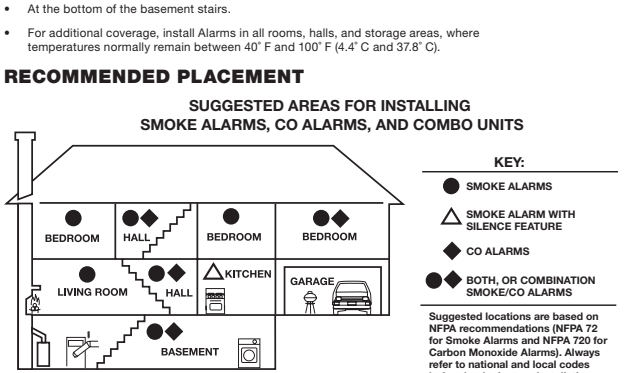 • At the bottom of the basement stairs.
• For additional coverage, install Alarms in all rooms, halls, and storage areas, where
temperatures normally remain between 40˚ F and 100˚ F (4.4˚ C and 37.8˚ C).
RECOMMENDED PLACEMENT
SUGGESTED AREAS FOR INSTALLING
SMOKE ALARMS, CO ALARMS, AND COMBO UNITS
BEDROOM
HALL
BEDROOM
BEDROOM
LIVING ROOM
HALL
KITCHEN
GARAGE
BASEMENT
KEY:
SMOKE ALARMS
SMOKE ALARM WITH
SILENCE FEATURE
CO ALARMS
BOTH, OR COMBINATION
SMOKE/CO ALARMS
Suggested locations are based on
NFPA recommendations (NFPA 72
for Smoke Alarms and NFPA 720 for
Carbon Monoxide Alarms). Always
refer to national and local codes